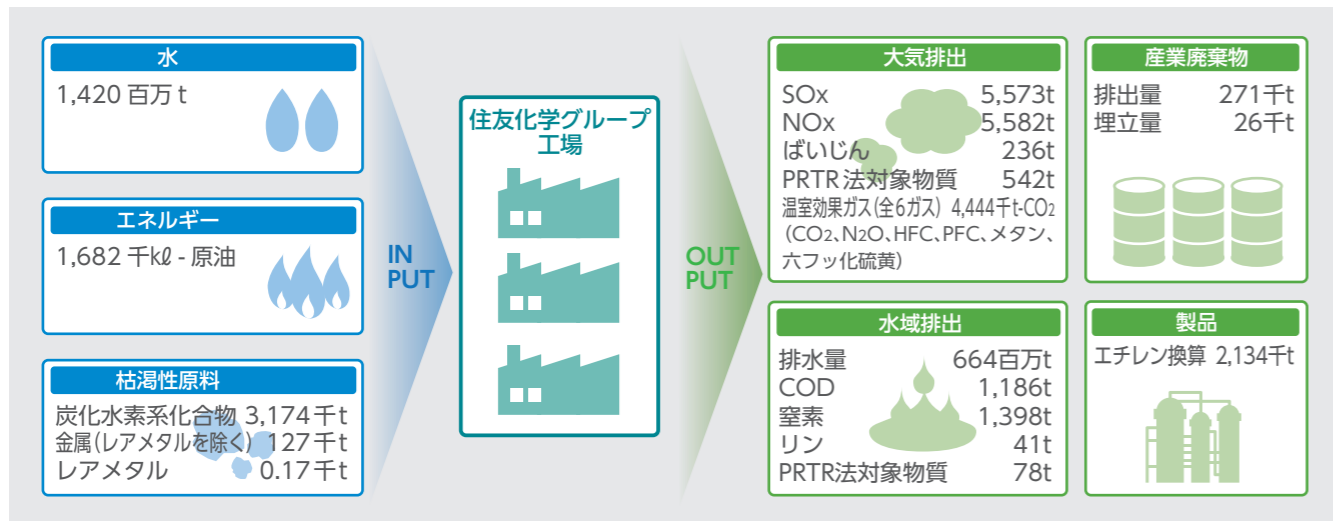 水
1,420 百万 t
エネルギー
1,682 千kℓ - 原油
枯渇性原料
炭化水素系化合物 3,174 千 t
金属（レアメタルを除く） 127千 t
レアメタル 0.17 千 t
IN
PUT
住友化学グループ
工場
OUT
PUT
大気排出
SOx 5,573t
NOx 5,582t
ばいじん 236t
PRTR 法対象物質 542t
温室効果ガス（全6ガス） 4,444千t-CO2
（CO2、N2O、HFC、PFC、メタン、
六フッ化硫黄）
水域排出
排水量 664百万t
COD 1,186t
窒素 1,398t
リン 41t
PRTR法対象物質 78t
産業廃棄物
排出量 271千t
埋立量 26千t
製品
エチレン換算 2,134千t